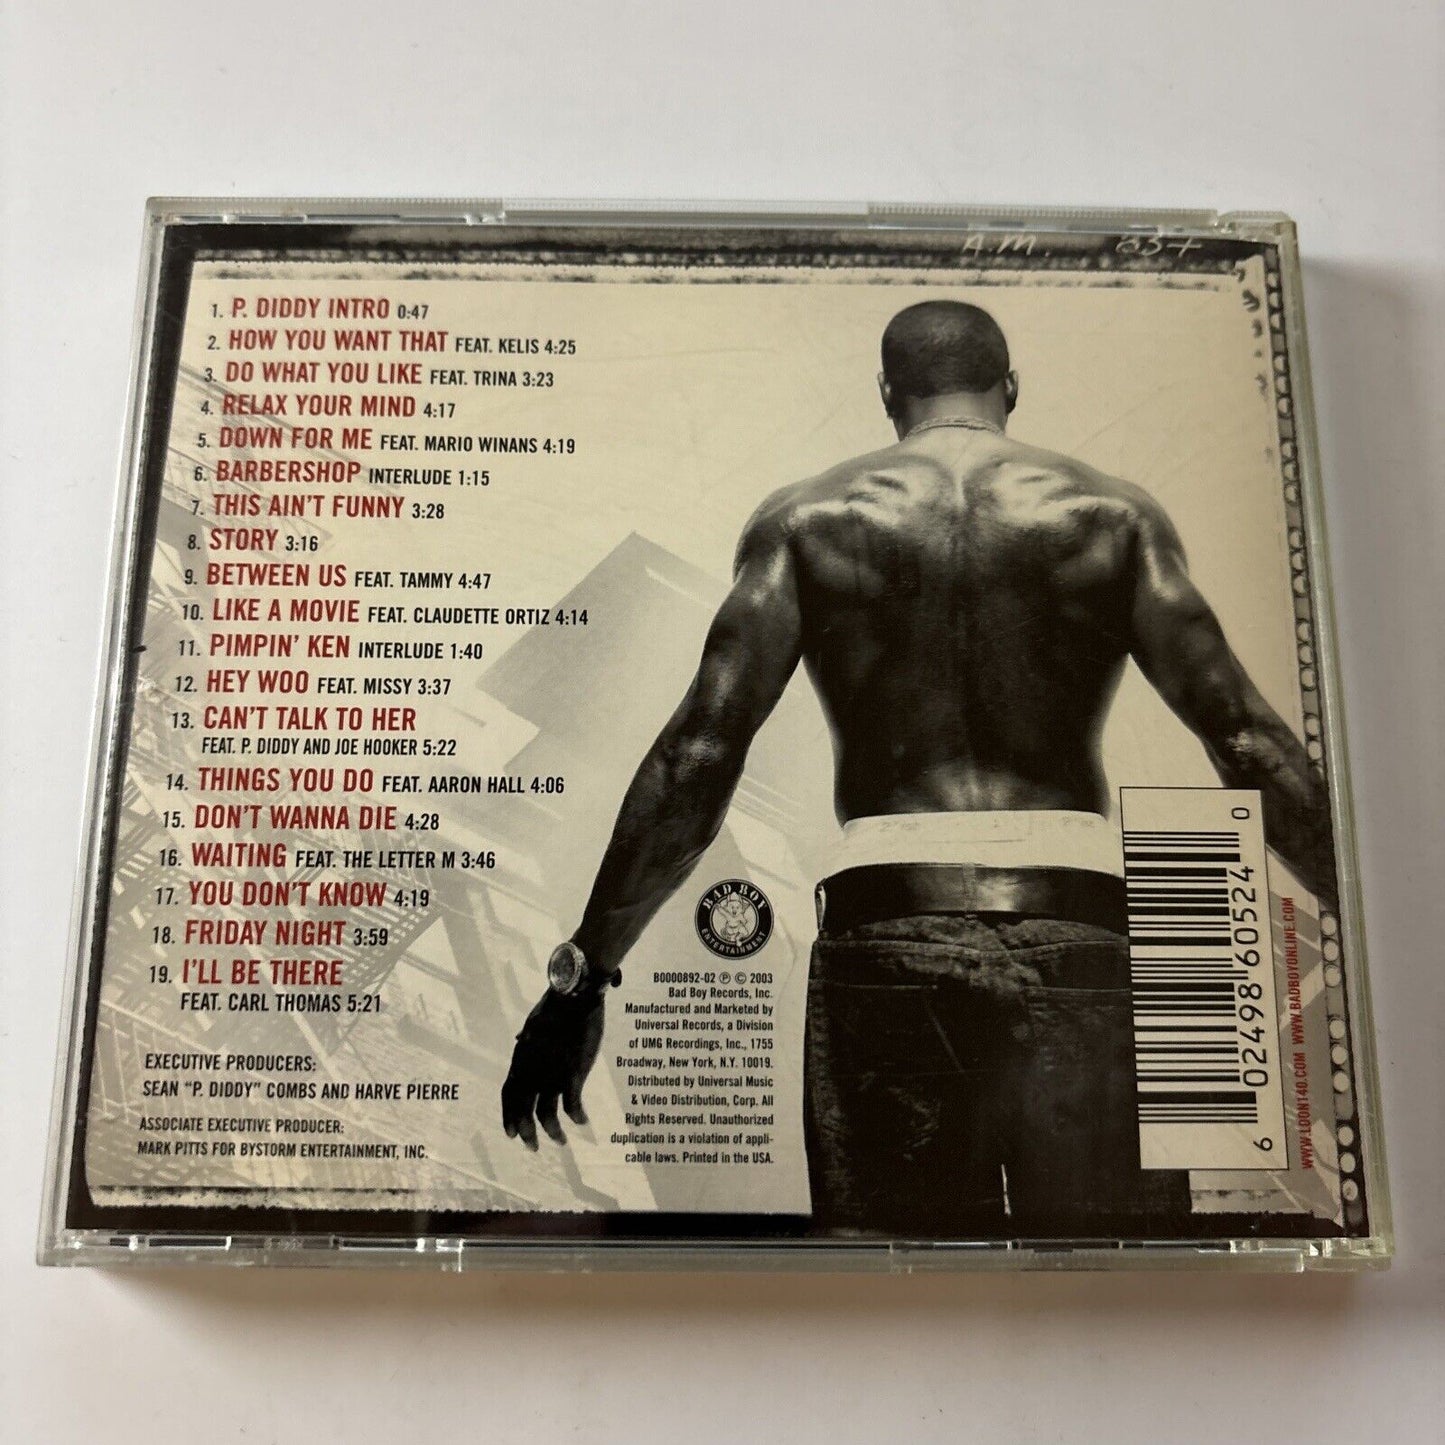 A.M. 857
1. P. DIDDY INTRO 0:47
2. HOW YOU WANT THAT FEAT. KELIS 4:25
3. DO WHAT YOU LIKE FEAT. TRINA 3:23
4. RELAX YOUR MIND 4:17
5. DOWN FOR ME FEAT. MARIO WINANS 4:19
6. BARBERSHOP INTERLUDE 1:15
7. THIS AIN'T FUNNY 3:28
8. STORY 3:16
9. BETWEEN US FEAT. TAMMY 4:47
10. LIKE A MOVIE FEAT. CLAUDETTE ORTIZ 4:14
11. PIMPIN' KEN INTERLUDE 1:40
12. HEY WOO FEAT. MISSY 3:37
13. CAN'T TALK TO HER
FEAT. P. DIDDY AND JOE HOOKER 5:22
14. THINGS YOU DO FEAT. AARON HALL 4:06
15. DON'T WANNA DIE 4:28
16. WAITING FEAT. THE LETTER M 3:46
17. YOU DON'T KNOW 4:19
18. FRIDAY NIGHT 3:59
19. I'LL BE THERE
FEAT. CARL THOMAS 5:21
EXECUTIVE PRODUCERS:
SEAN "P. DIDDY" COMBS AND HARVE PIERRE
ASSOCIATE EXECUTIVE PRODUCER:
MARK PITTS FOR BYSTORM ENTERTAINMENT, INC.
BAD BOY
ENTERTAINMENT
B0000892-02 ℗ © 2003
Bad Boy Records, Inc.
Manufactured and Marketed by
Universal Records, a Division
of UMG Recordings, Inc., 1755
Broadway, New York, N.Y. 10019.
Distributed by Universal Music
& Video Distribution, Corp. All
Rights Reserved. Unauthorized
duplication is a violation of appli-
cable laws. Printed in the USA.
6 02498 60524 0
WWW.LOON140.COM WWW.BADBOYONLINE.COM